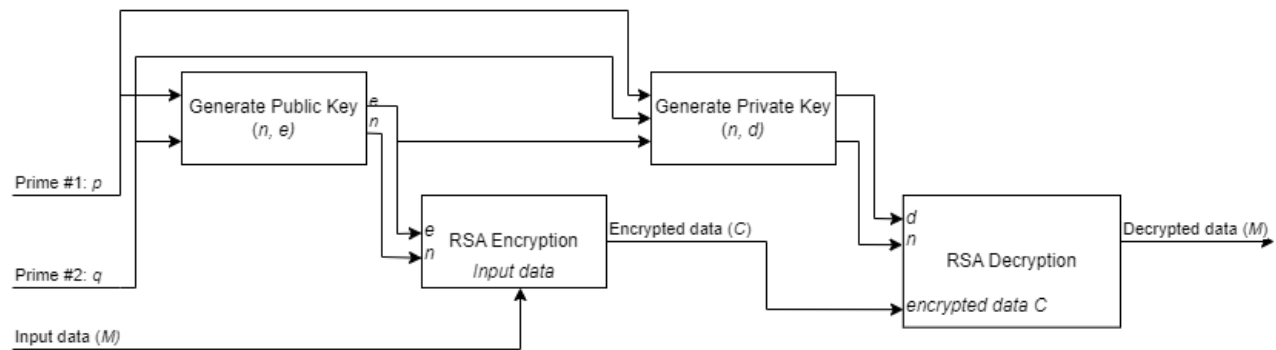 Generate Public Key
(n, e)
e
n
Generate Private Key
(n, d)
Prime #1: p
Prime #2: q
Input data (M)
e
n
RSA Encryption
Input data
Encrypted data (C)
d
n
RSA Decryption
encrypted data C
Decrypted data (M)